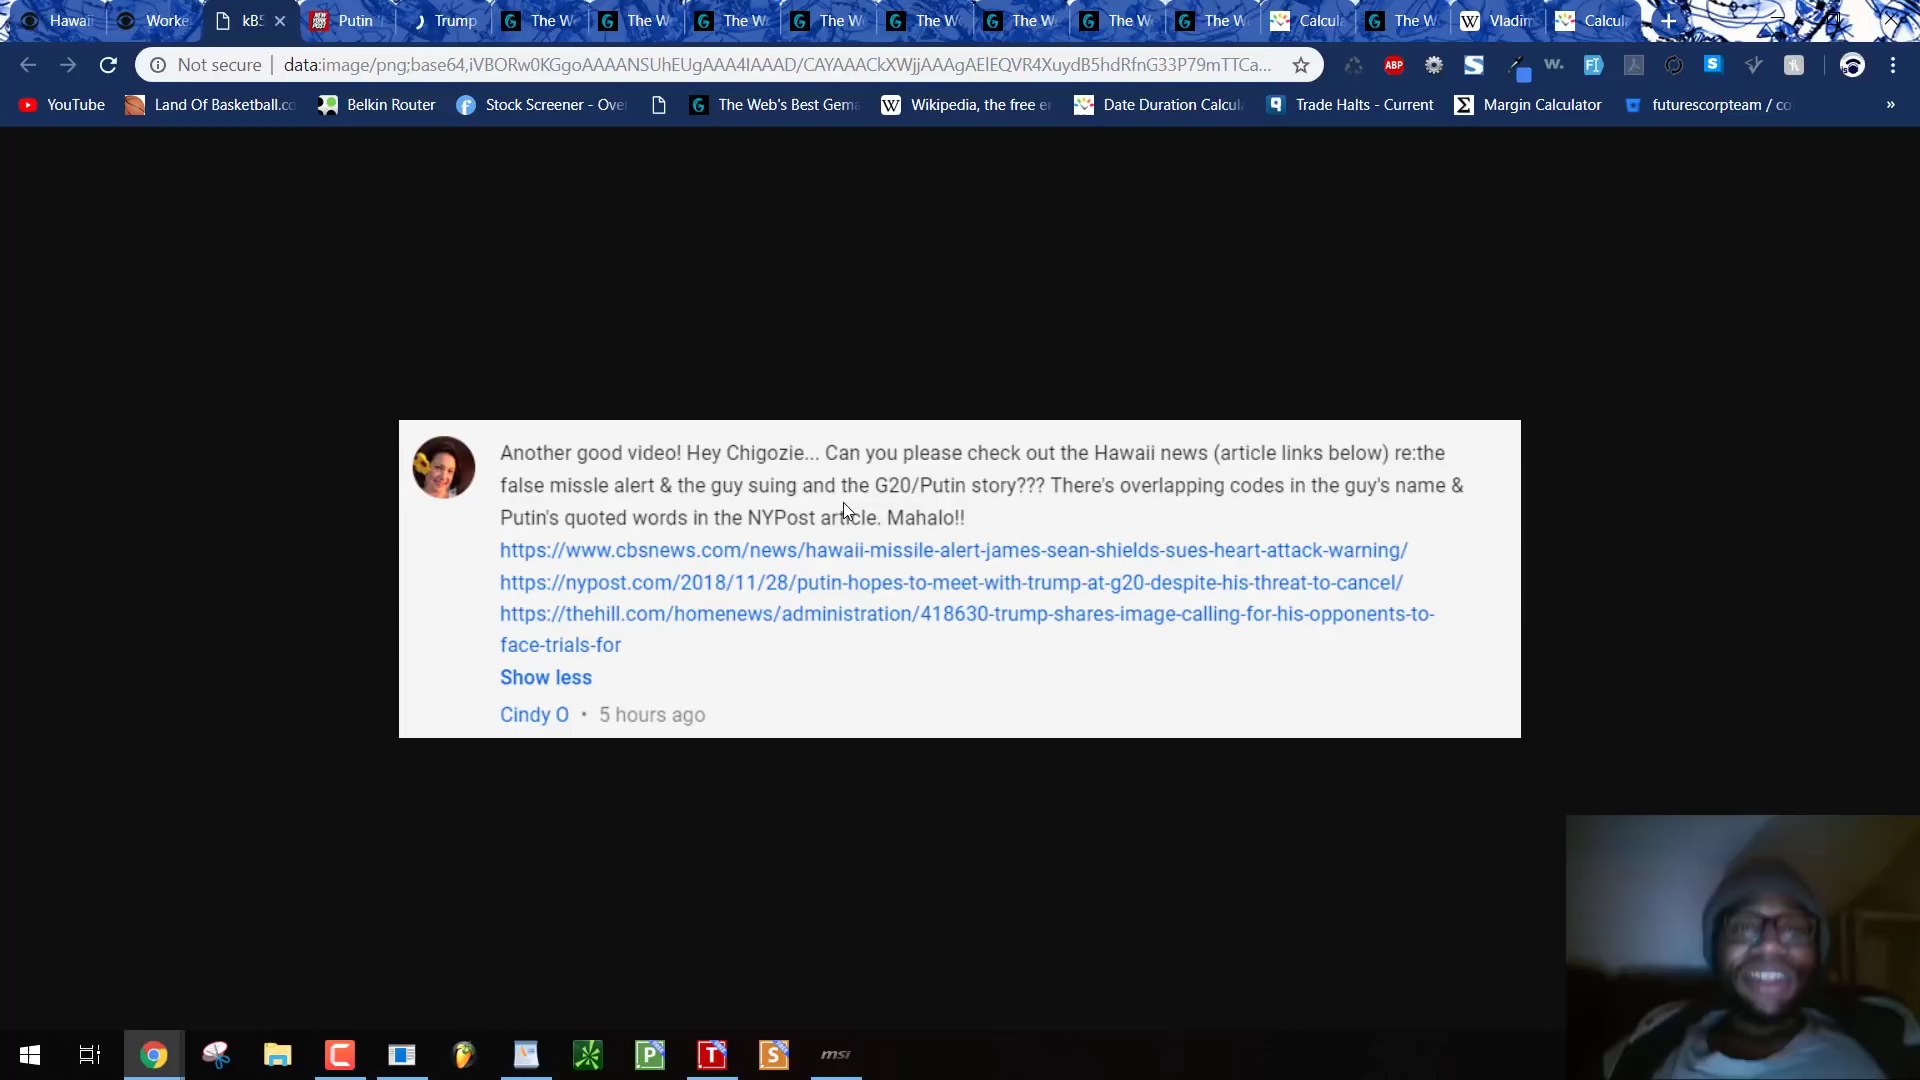 Hawaii
Worke
kB5
Putin
Trump
The W
The W
The W
The W
The W
The W
The W
The W
Calcula
The W
Vladim
Calcul
Not secure
data:image/png;base64,iVBORw0KGgoAAAANSUhEUgAAA4IAAAD/CAYAAACkXWjjAAAgAElEQVR4XuydB5hdRfnG33P79mTTCa...
ABP
YouTube
Land Of Basketball.co
Belkin Router
Stock Screener - Over
The Web's Best Gema
Wikipedia, the free e
Date Duration Calcul
Trade Halts - Current
Margin Calculator
futurescorpteam / co
Another good video! Hey Chigozie... Can you please check out the Hawaii news (article links below) re:the
false missle alert & the guy suing and the G20/Putin story??? There's overlapping codes in the guy's name &
Putin's quoted words in the NYPost article. Mahalo!!
https://www.cbsnews.com/news/hawaii-missile-alert-james-sean-shields-sues-heart-attack-warning/
https://nypost.com/2018/11/28/putin-hopes-to-meet-with-trump-at-g20-despite-his-threat-to-cancel/
https://thehill.com/homenews/administration/418630-trump-shares-image-calling-for-his-opponents-to-
face-trials-for
Show less
Cindy O • 5 hours ago
msi